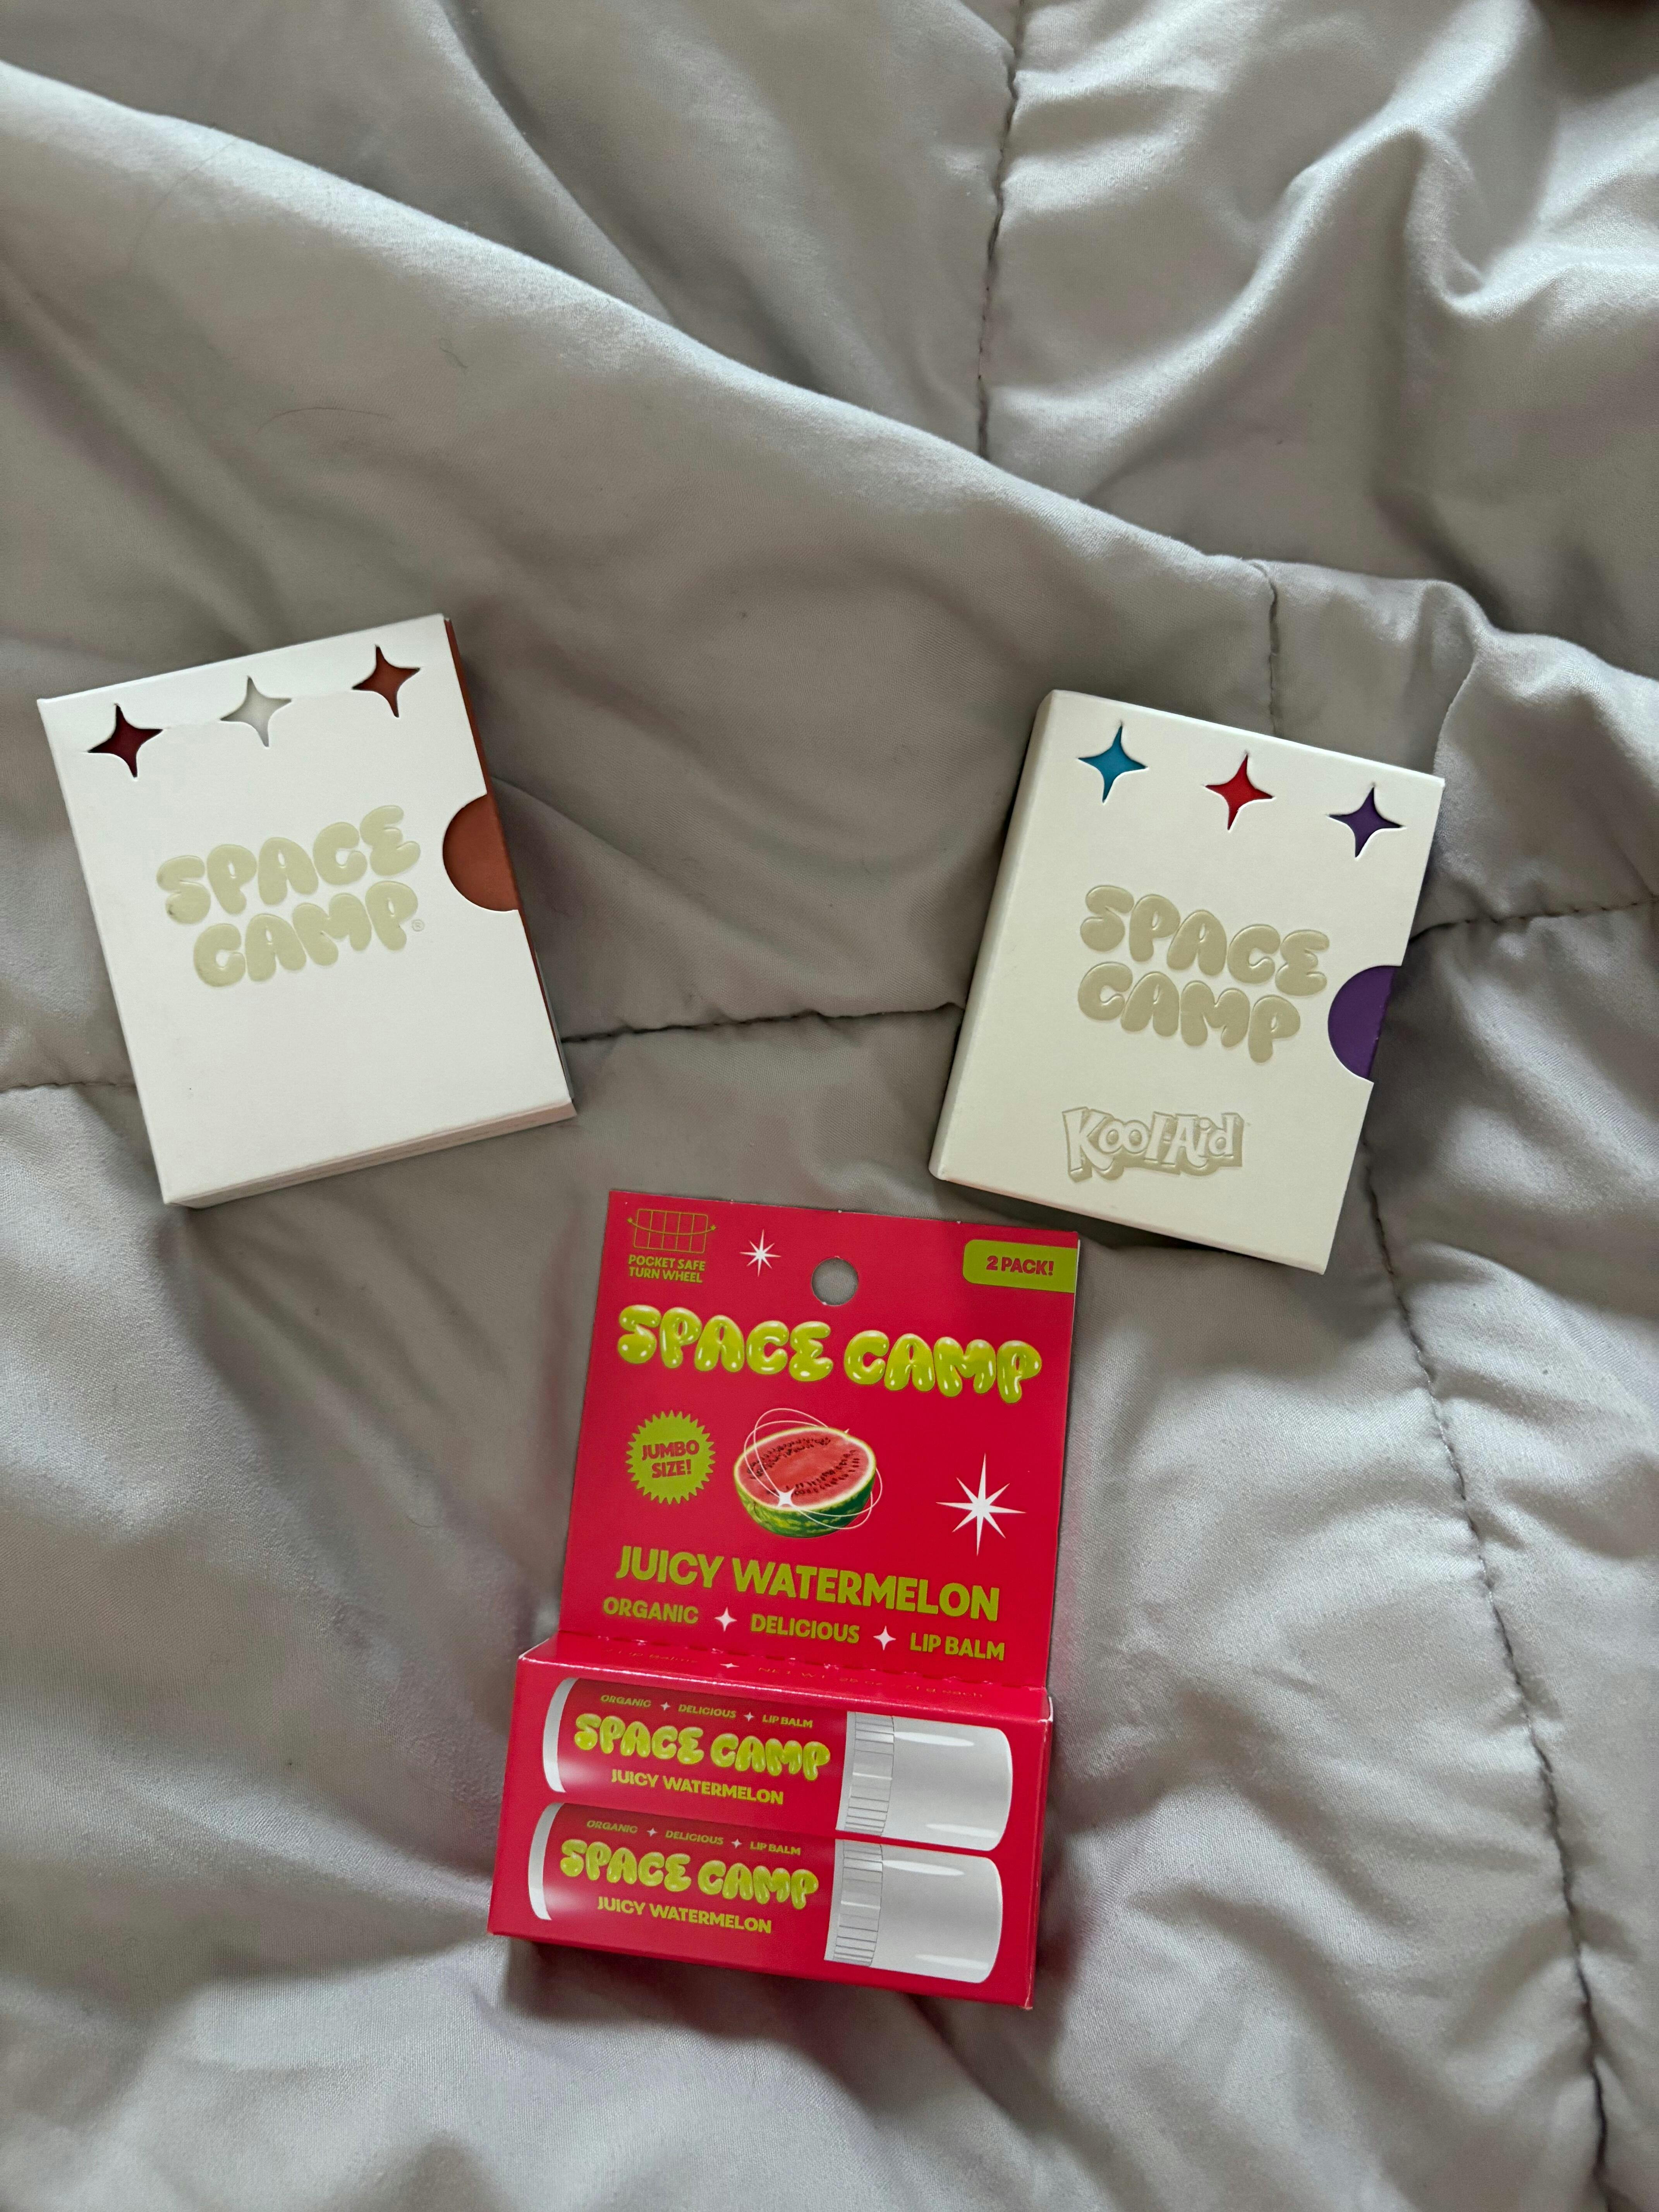 SPACE
CAMP®
SPACE
CAMP
Kool-Aid
POCKET SAFE
TURN WHEEL
2 PACK!
SPACE CAMP
JUMBO
SIZE!
JUICY WATERMELON
ORGANIC DELICIOUS LIP BALM
ORGANIC DELICIOUS LIP BALM
SPACE CAMP
JUICY WATERMELON
ORGANIC DELICIOUS LIP BALM
SPACE CAMP
JUICY WATERMELON